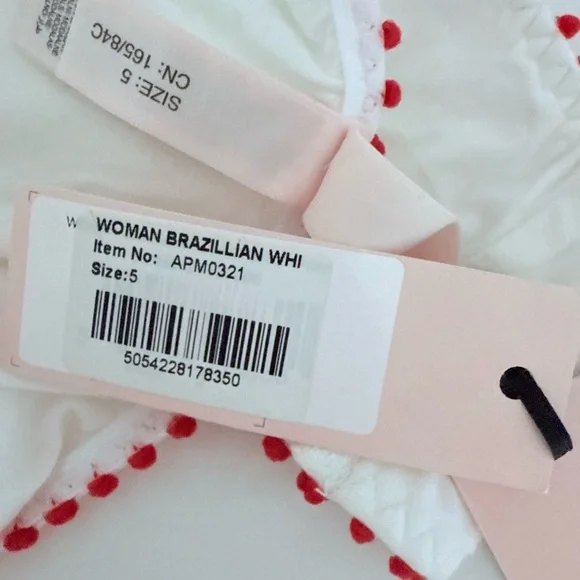 SIZE: 5
CN: 165/84C
W
WOMAN BRAZILLIAN WHI
Item No: APM0321
Size:5
5054228178350